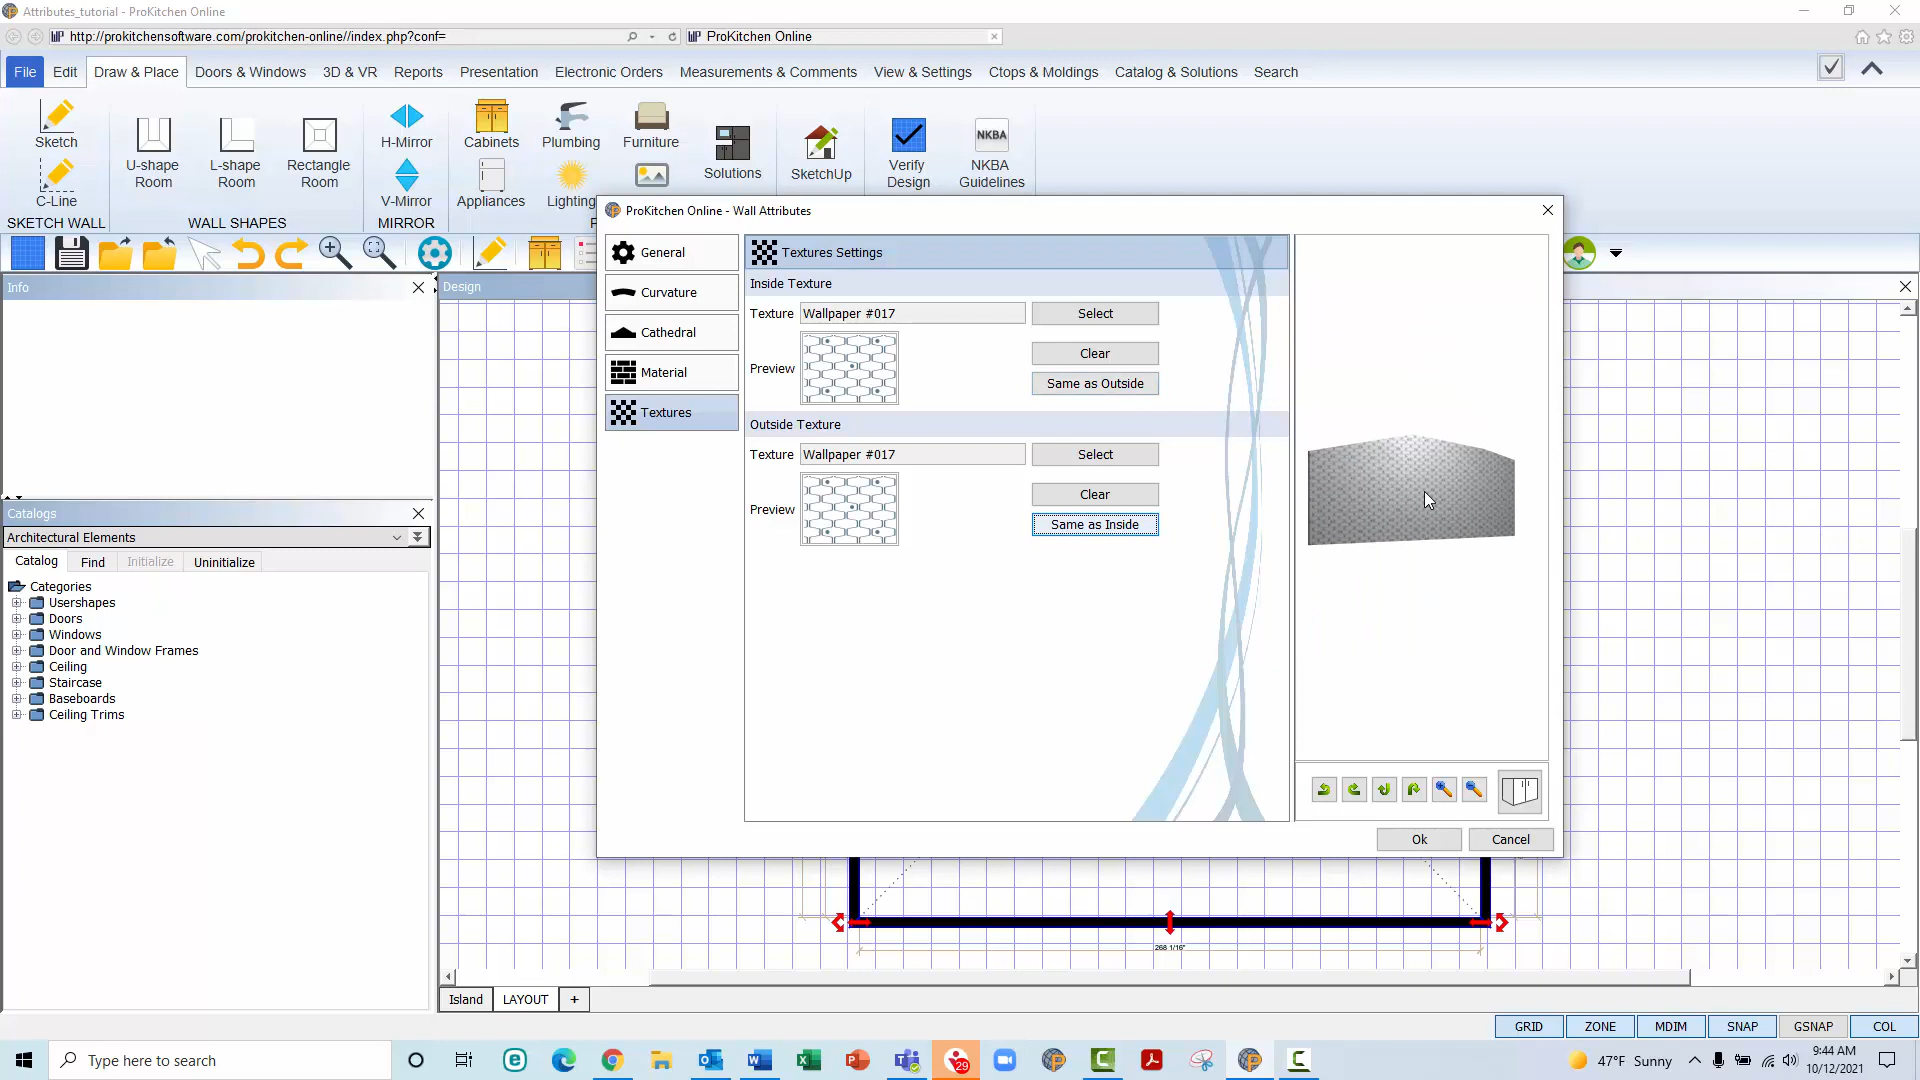 Attributes_tutorial - ProKitchen Online
http://prokitchensoftware.com/prokitchen-online//index.php?conf=
ProKitchen Online
File Edit Draw & Place Doors & Windows 3D & VR Reports Presentation Electronic Orders Measurements & Comments View & Settings Ctops & Moldings Catalog & Solutions Search
Sketch
C-Line
SKETCH WALL
U-shape Room
L-shape Room
Rectangle Room
WALL SHAPES
H-Mirror
V-Mirror
MIRROR
Cabinets
Appliances
Plumbing
Lighting
Furniture
Solutions
SketchUp
Verify Design
NKBA
NKBA Guidelines
Info
Design
Catalogs
Architectural Elements
Catalog Find Initialize Uninitialize
Categories
Usershapes
Doors
Windows
Door and Window Frames
Ceiling
Staircase
Baseboards
Ceiling Trims
ProKitchen Online - Wall Attributes
General
Curvature
Cathedral
Material
Textures
Textures Settings
Inside Texture
Texture Wallpaper #017 Select
Preview
Clear
Same as Outside
Outside Texture
Texture Wallpaper #017 Select
Preview
Clear
Same as Inside
Ok Cancel
268 1/16"
Island LAYOUT +
GRID ZONE MDIM SNAP GSNAP COL
Type here to search
29
47°F Sunny
9:44 AM
10/12/2021